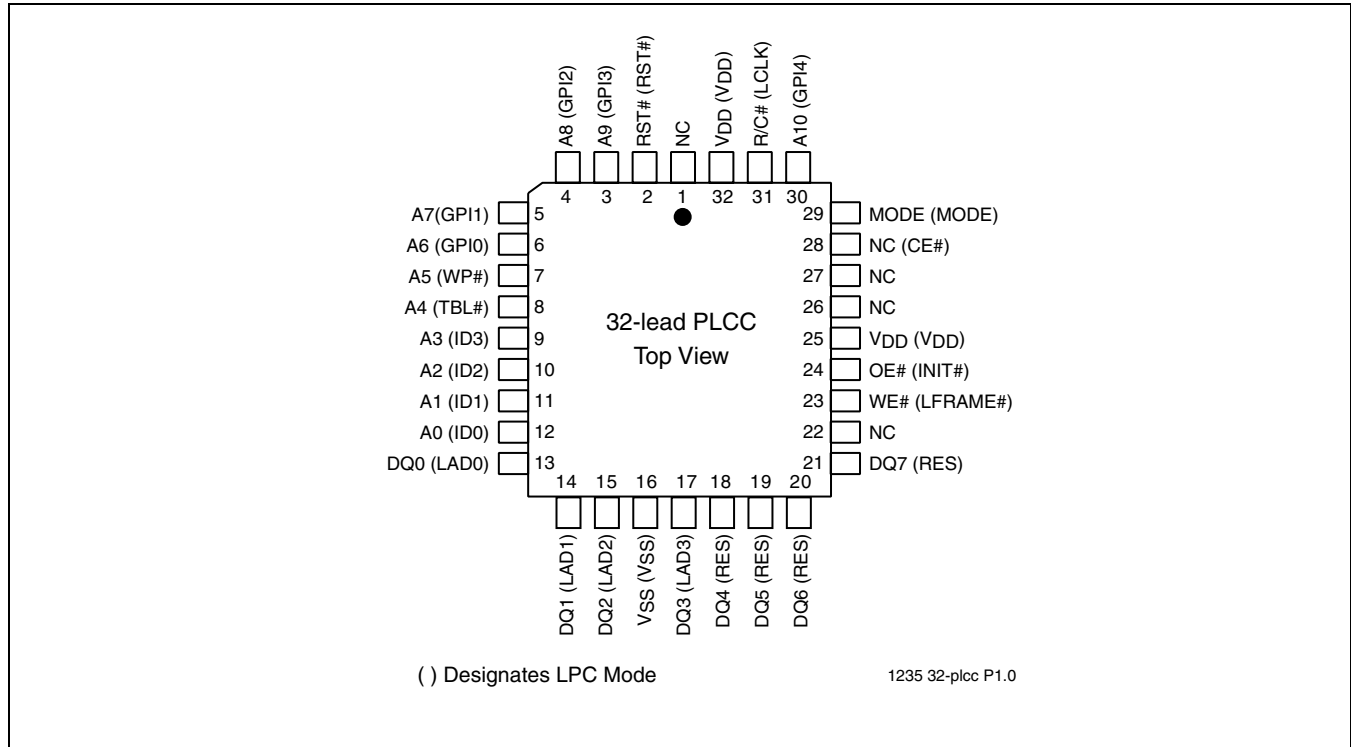 A8 (GPI2)
A9 (GPI3)
RST# (RST#)
NC
VDD (VDD)
R/C# (LCLK)
A10 (GPI4)
4
3
2
1
32
31
30
A7(GPI1)
5
29
MODE (MODE)
A6 (GPI0)
6
28
NC (CE#)
A5 (WP#)
7
27
NC
A4 (TBL#)
8
26
NC
A3 (ID3)
9
25
VDD (VDD)
A2 (ID2)
10
24
OE# (INIT#)
A1 (ID1)
11
23
WE# (LFRAME#)
A0 (ID0)
12
22
NC
DQ0 (LAD0)
13
21
DQ7 (RES)
32-lead PLCC
Top View
14
15
16
17
18
19
20
DQ1 (LAD1)
DQ2 (LAD2)
VSS (VSS)
DQ3 (LAD3)
DQ4 (RES)
DQ5 (RES)
DQ6 (RES)
( ) Designates LPC Mode
1235 32-plcc P1.0